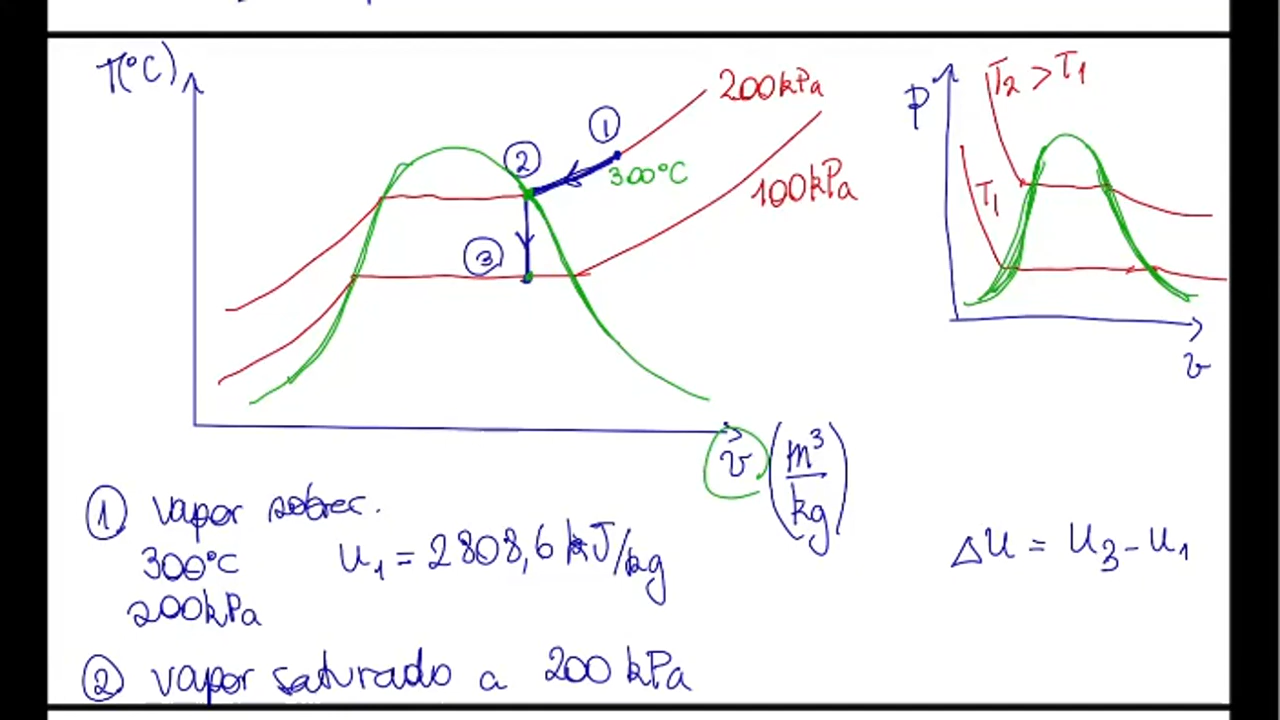 T(°C)
200kPa
T₂ > T₁
P
①
②
300°C
100kPa
T₁
③
v
v (m³/kg)
① vapor sobrec.
300°C
u₁ = 2808,6 kJ/kg
200kPa
Δu = u₃ - u₁
② vapor saturado a 200 kPa